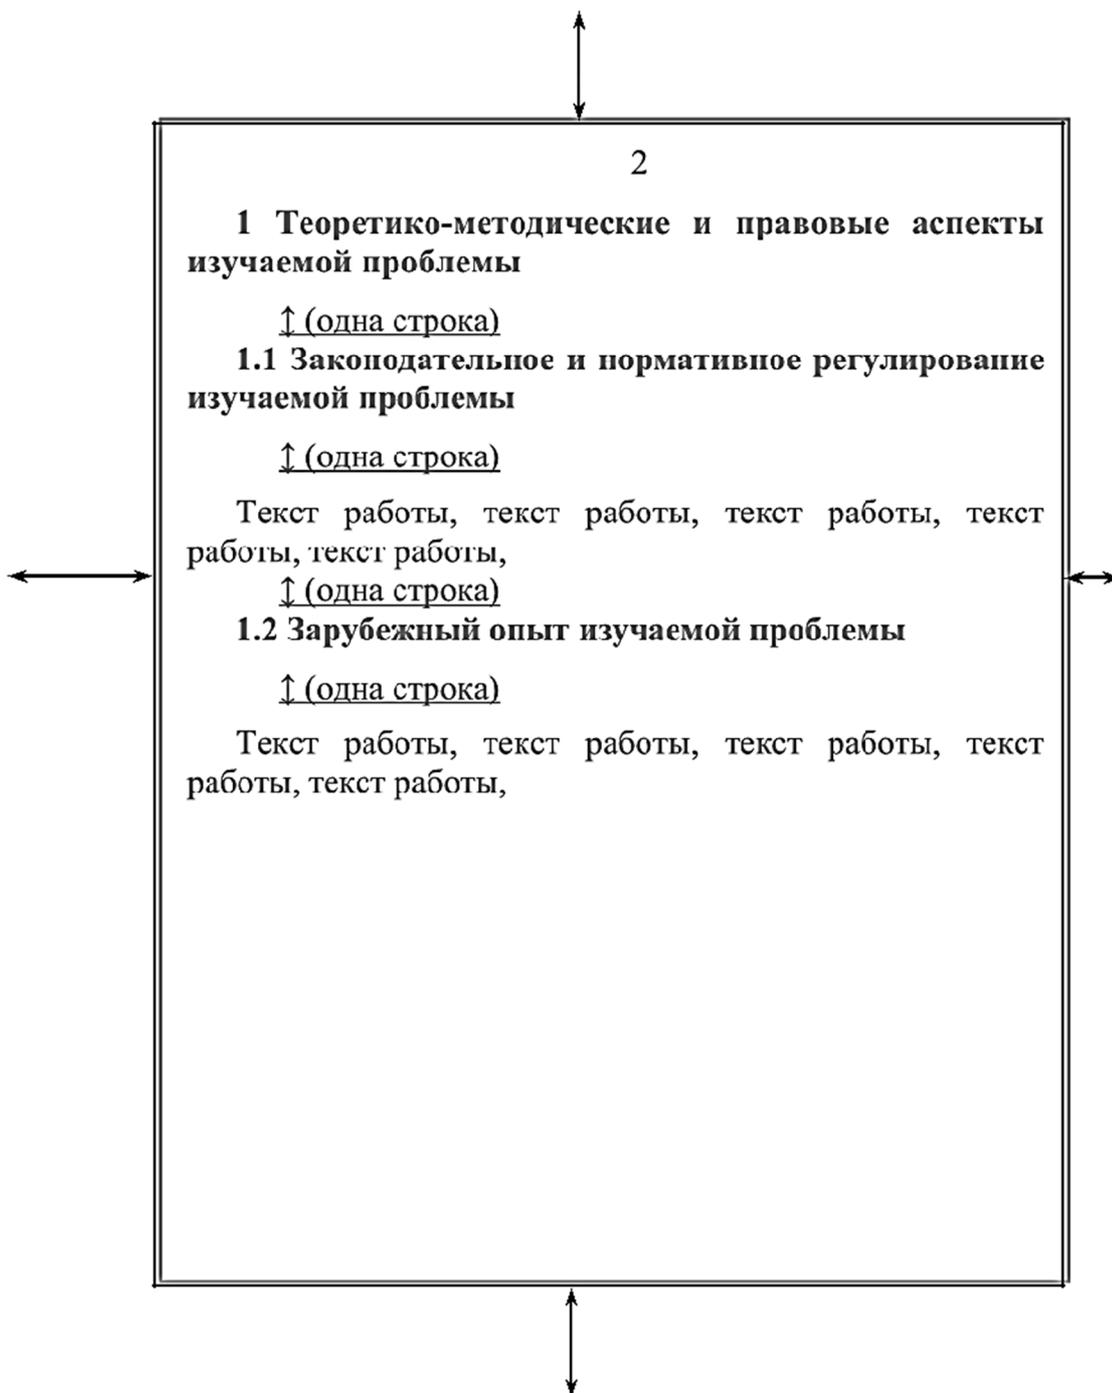 2
1 Теоретико-методические и правовые аспекты
изучаемой проблемы
↕ (одна строка)
1.1 Законодательное и нормативное регулирование
изучаемой проблемы
↕ (одна строка)
Текст работы, текст работы, текст работы, текст
работы, текст работы,
↕ (одна строка)
1.2 Зарубежный опыт изучаемой проблемы
↕ (одна строка)
Текст работы, текст работы, текст работы, текст
работы, текст работы,